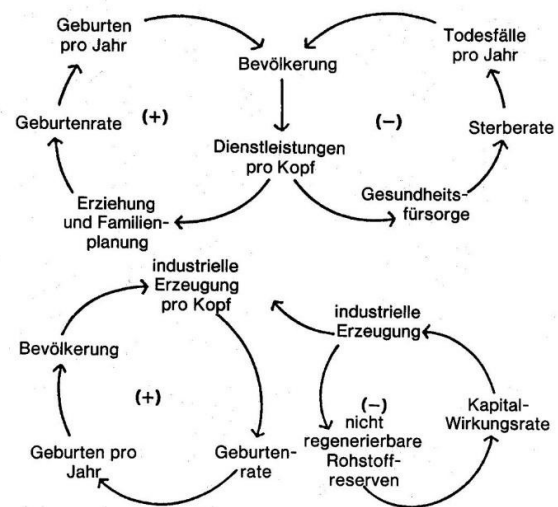 Geburten
pro Jahr
Bevölkerung
Todesfälle
pro Jahr
Geburtenrate
(+)
(–)
Sterberate
Dienstleistungen
pro Kopf
Erziehung
und Familien-
planung
Gesundheits-
fürsorge
industrielle
Erzeugung
pro Kopf
industrielle
Erzeugung
Bevölkerung
(+)
(–)
Kapital-
Wirkungsrate
Geburten pro
Jahr
Geburten-
rate
nicht
regenerierbare
Rohstoff-
reserven